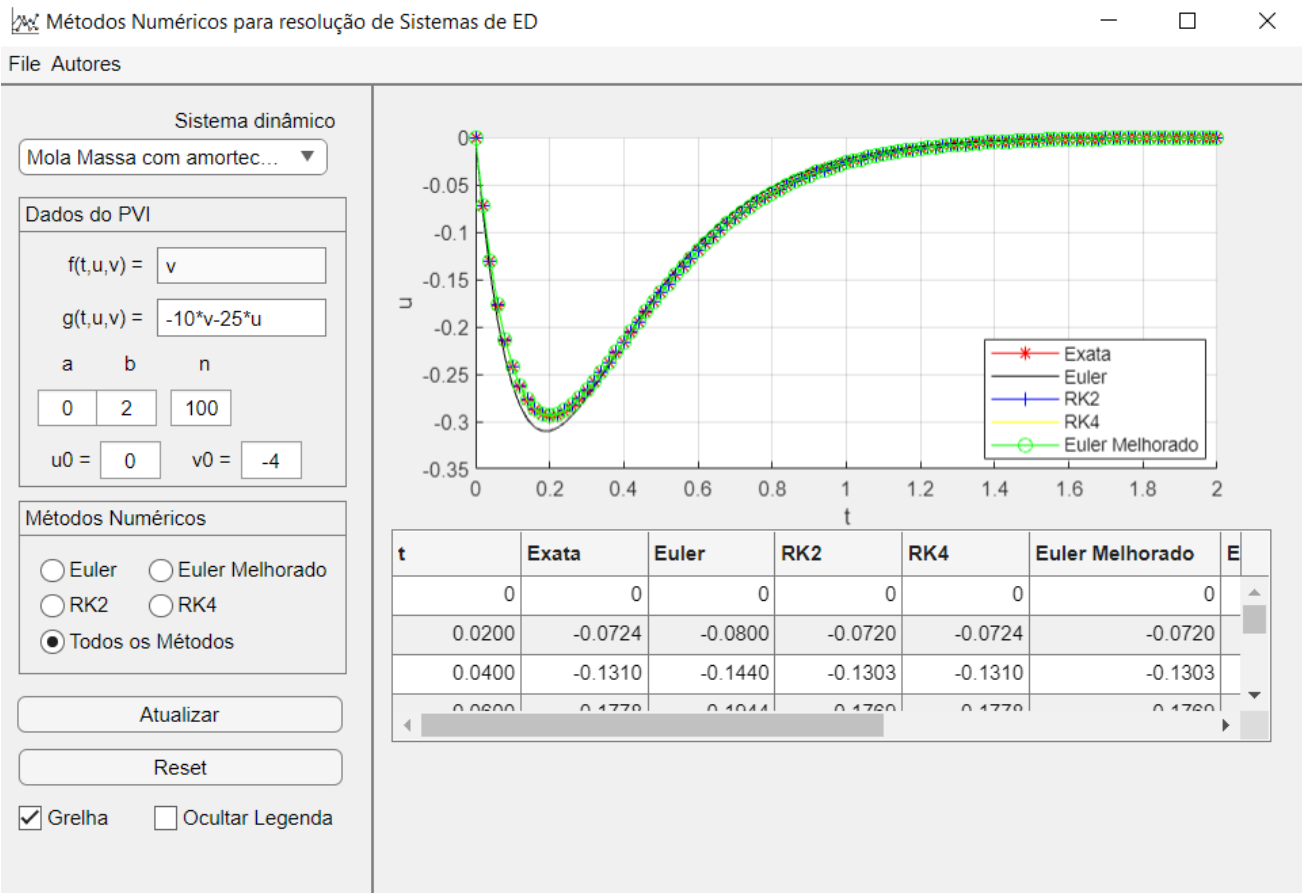 Métodos Numéricos para resolução de Sistemas de ED
File Autores
Sistema dinâmico
Mola Massa com amortec...
Dados do PVI
f(t,u,v) = v
g(t,u,v) = -10*v-25*u
a b n
0 2 100
u0 = 0 v0 = -4
Métodos Numéricos
Euler Euler Melhorado
RK2 RK4
Todos os Métodos
Atualizar
Reset
Grelha Ocultar Legenda
0
-0.05
-0.1
-0.15
-0.2
-0.25
-0.3
-0.35
u
0 0.2 0.4 0.6 0.8 1 1.2 1.4 1.6 1.8 2
t
Exata
Euler
RK2
RK4
Euler Melhorado
t Exata Euler RK2 RK4 Euler Melhorado E
0 0 0 0 0 0
0.0200 -0.0724 -0.0800 -0.0720 -0.0724 -0.0720
0.0400 -0.1310 -0.1440 -0.1303 -0.1310 -0.1303